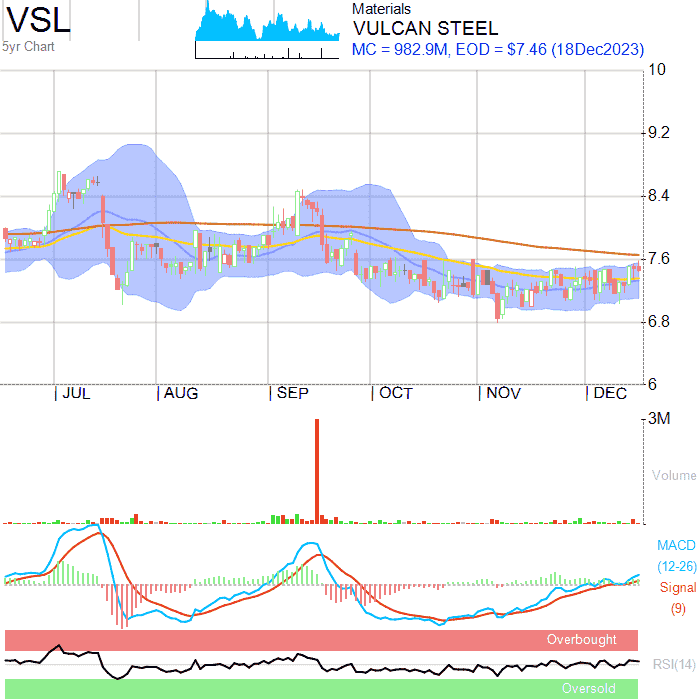 VSL
5yr Chart
Materials
VULCAN STEEL
MC = 982.9M, EOD = $7.46 (18Dec2023)
10
9.2
8.4
7.6
6.8
6
JUL AUG SEP OCT NOV DEC
3M
Volume
MACD
(12-26)
Signal
(9)
Overbought
RSI(14)
Oversold